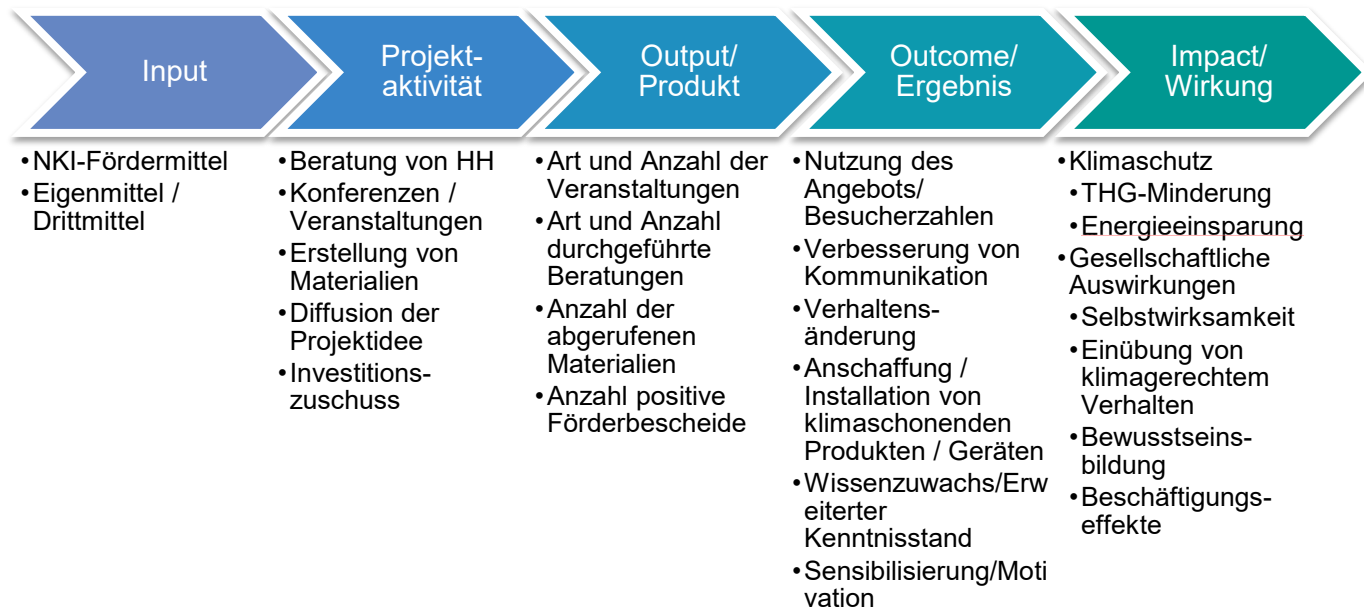 Input
Projekt-
aktivität
Output/
Produkt
Outcome/
Ergebnis
Impact/
Wirkung
•NKI-Fördermittel
•Eigenmittel /
Drittmittel
•Beratung von HH
•Konferenzen /
Veranstaltungen
•Erstellung von
Materialien
•Diffusion der
Projektidee
•Investitions-
zuschuss
•Art und Anzahl der
Veranstaltungen
•Art und Anzahl
durchgeführte
Beratungen
•Anzahl der
abgerufenen
Materialien
•Anzahl positive
Förderbescheide
•Nutzung des
Angebots/
Besucherzahlen
•Verbesserung von
Kommunikation
•Verhaltens-
änderung
•Anschaffung /
Installation von
klimaschonenden
Produkten / Geräten
•Wissenzuwachs/Erw
eiterter
Kenntnisstand
•Sensibilisierung/Moti
vation
•Klimaschutz
•THG-Minderung
•Energieeinsparung
•Gesellschaftliche
Auswirkungen
•Selbstwirksamkeit
•Einübung von
klimagerechtem
Verhalten
•Bewusstseins-
bildung
•Beschäftigungs-
effekte